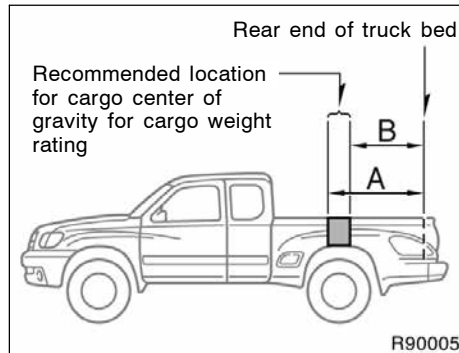 Rear end of truck bed
Recommended location
for cargo center of
gravity for cargo weight
rating
B
A
R90005